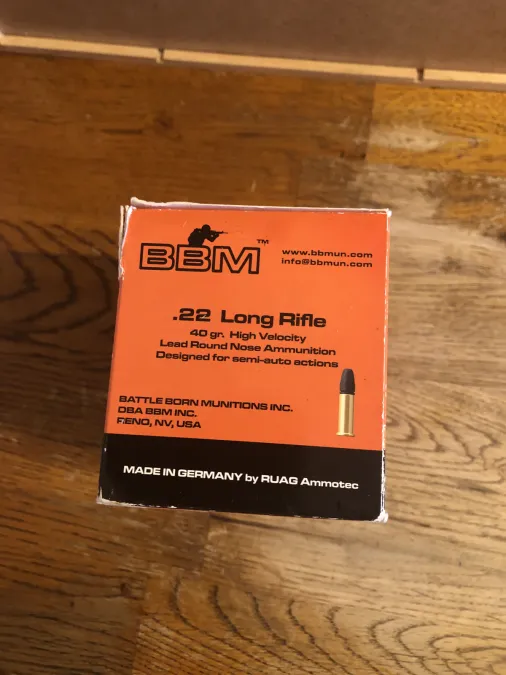 BBM™
www.bbmun.com
info@bbmun.com
.22 Long Rifle
40 gr. High Velocity
Lead Round Nose Ammunition
Designed for semi-auto actions
BATTLE BORN MUNITIONS INC.
DBA BBM INC.
RENO, NV, USA
MADE IN GERMANY by RUAG Ammotec